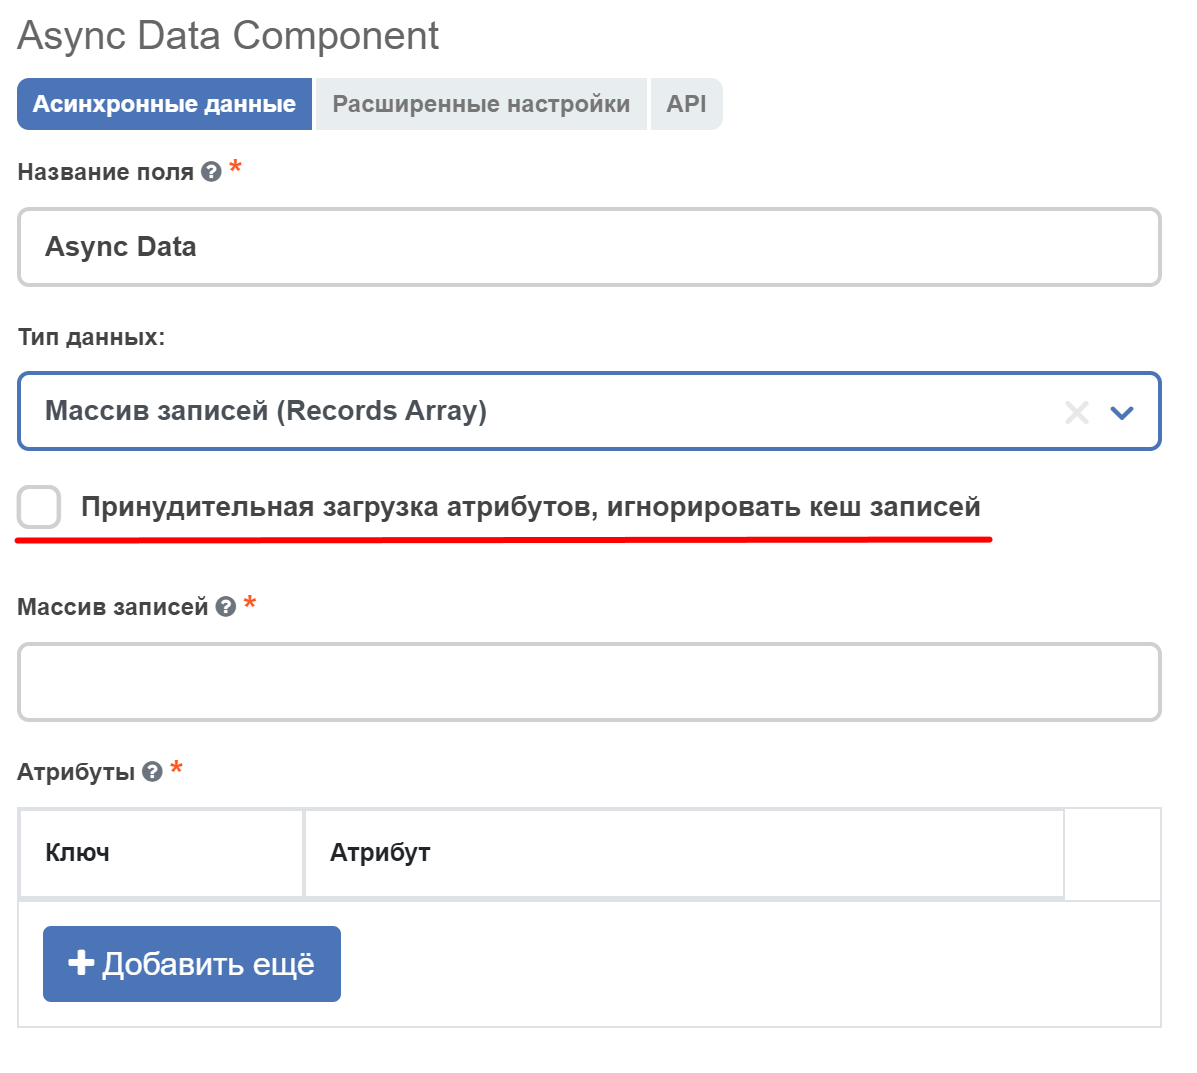 Async Data Component
Асинхронные данные Расширенные настройки API
Название поля ? *
Async Data
Тип данных:
Массив записей (Records Array)
Принудительная загрузка атрибутов, игнорировать кеш записей
Массив записей ? *
Атрибуты ? *
Ключ Атрибут
Добавить ещё